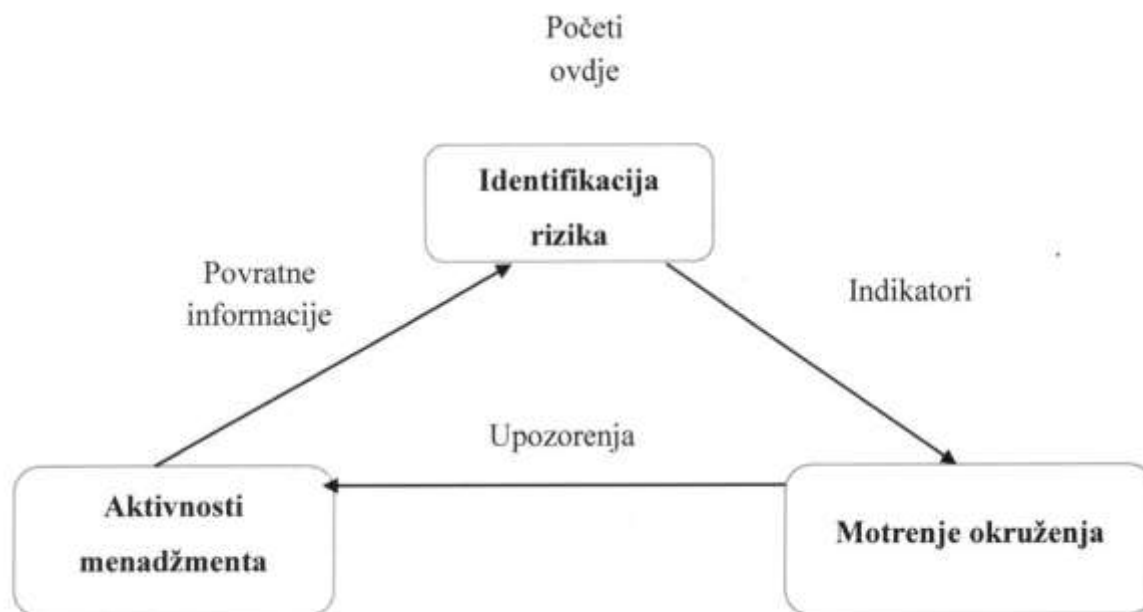 Početi
ovdje
Identifikacija
rizika
Povratne
informacije
Indikatori
Upozorenja
Aktivnosti
menadžmenta
Motrenje okruženja